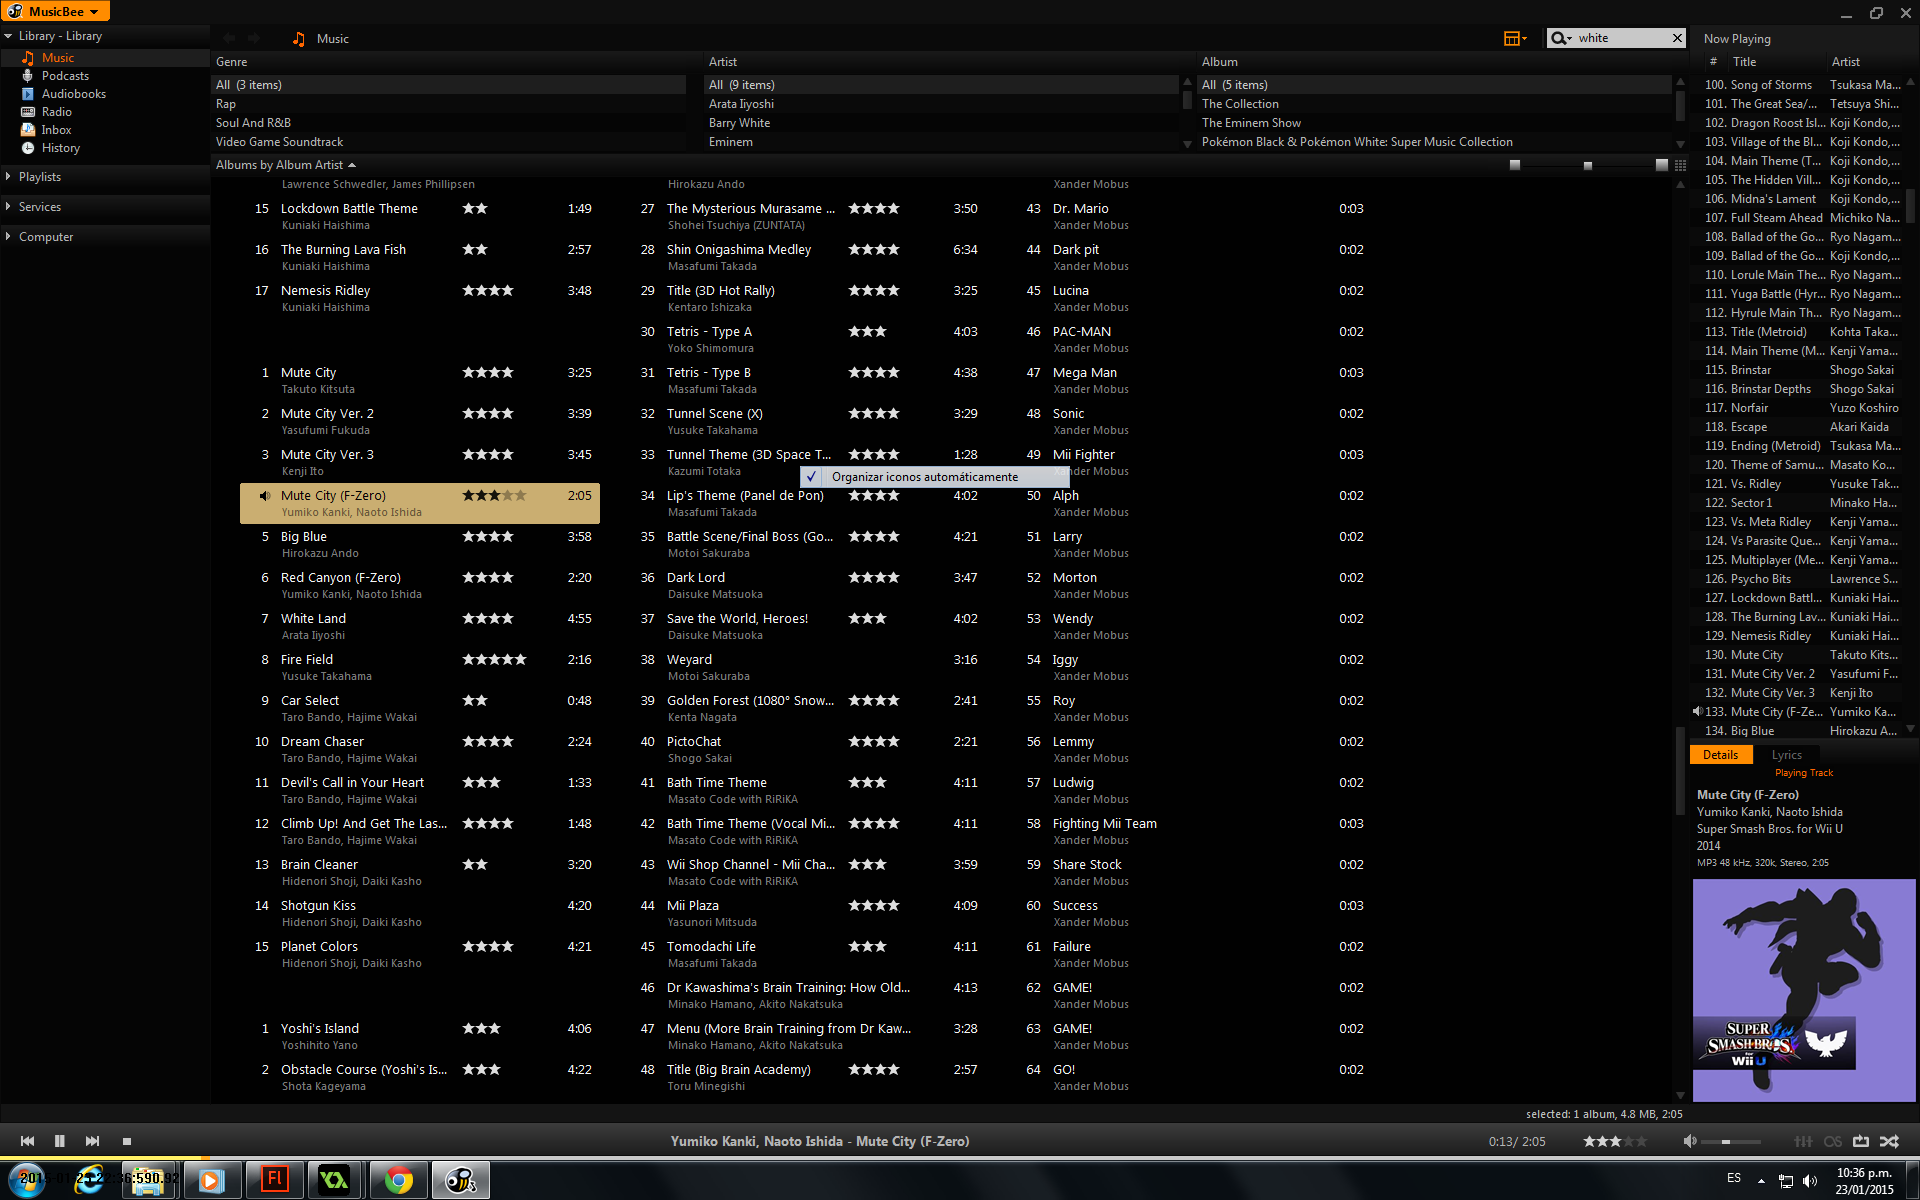 MusicBee
Library - Library
Music
Podcasts
Audiobooks
Radio
Inbox
History
Playlists
Services
Computer
Music
white
Genre
All (3 items)
Rap
Soul And R&B
Video Game Soundtrack
Artist
All (9 items)
Arata Iiyoshi
Barry White
Eminem
Album
All (5 items)
The Collection
The Eminem Show
Pokémon Black & Pokémon White: Super Music Collection
Albums by Album Artist
Lawrence Schwedler, James Phillipsen
15 Lockdown Battle Theme 1:49
Kuniaki Haishima
16 The Burning Lava Fish 2:57
Kuniaki Haishima
17 Nemesis Ridley 3:48
Kuniaki Haishima
1 Mute City 3:25
Takuto Kitsuta
2 Mute City Ver. 2 3:39
Yasufumi Fukuda
3 Mute City Ver. 3 3:45
Kenji Ito
Mute City (F-Zero) 2:05
Yumiko Kanki, Naoto Ishida
5 Big Blue 3:58
Hirokazu Ando
6 Red Canyon (F-Zero) 2:20
Yumiko Kanki, Naoto Ishida
7 White Land 4:55
Arata Iiyoshi
8 Fire Field 2:16
Yusuke Takahama
9 Car Select 0:48
Taro Bando, Hajime Wakai
10 Dream Chaser 2:24
Taro Bando, Hajime Wakai
11 Devil's Call in Your Heart 1:33
Taro Bando, Hajime Wakai
12 Climb Up! And Get The Las... 1:48
Taro Bando, Hajime Wakai
13 Brain Cleaner 3:20
Hidenori Shoji, Daiki Kasho
14 Shotgun Kiss 4:20
Hidenori Shoji, Daiki Kasho
15 Planet Colors 4:21
Hidenori Shoji, Daiki Kasho
1 Yoshi's Island 4:06
Yoshihito Yano
2 Obstacle Course (Yoshi's Is... 4:22
Shota Kageyama
Hirokazu Ando
27 The Mysterious Murasame ... 3:50
Shohei Tsuchiya (ZUNTATA)
28 Shin Onigashima Medley 6:34
Masafumi Takada
29 Title (3D Hot Rally) 3:25
Kentaro Ishizaka
30 Tetris - Type A 4:03
Yoko Shimomura
31 Tetris - Type B 4:38
Masafumi Takada
32 Tunnel Scene (X) 3:29
Yusuke Takahama
33 Tunnel Theme (3D Space T... 1:28
Kazumi Totaka
Organizar iconos automáticamente
34 Lip's Theme (Panel de Pon) 4:02
Masafumi Takada
35 Battle Scene/Final Boss (Go... 4:21
Motoi Sakuraba
36 Dark Lord 3:47
Daisuke Matsuoka
37 Save the World, Heroes! 4:02
Daisuke Matsuoka
38 Weyard 3:16
Motoi Sakuraba
39 Golden Forest (1080° Snow... 2:41
Kenta Nagata
40 PictoChat 2:21
Shogo Sakai
41 Bath Time Theme 4:11
Masato Code with RiRiKA
42 Bath Time Theme (Vocal Mi... 4:11
Masato Code with RiRiKA
43 Wii Shop Channel - Mii Cha... 3:59
Masato Code with RiRiKA
44 Mii Plaza 4:09
Yasunori Mitsuda
45 Tomodachi Life 4:11
Masafumi Takada
46 Dr Kawashima's Brain Training: How Old... 4:13
Minako Hamano, Akito Nakatsuka
47 Menu (More Brain Training from Dr Kaw... 3:28
Minako Hamano, Akito Nakatsuka
48 Title (Big Brain Academy) 2:57
Toru Minegishi
Xander Mobus
43 Dr. Mario 0:03
Xander Mobus
44 Dark pit 0:02
Xander Mobus
45 Lucina 0:02
Xander Mobus
46 PAC-MAN 0:02
Xander Mobus
47 Mega Man 0:03
Xander Mobus
48 Sonic 0:02
Xander Mobus
49 Mii Fighter 0:03
Xander Mobus
50 Alph 0:02
Xander Mobus
51 Larry 0:02
Xander Mobus
52 Morton 0:02
Xander Mobus
53 Wendy 0:02
Xander Mobus
54 Iggy 0:02
Xander Mobus
55 Roy 0:02
Xander Mobus
56 Lemmy 0:02
Xander Mobus
57 Ludwig 0:02
Xander Mobus
58 Fighting Mii Team 0:03
Xander Mobus
59 Share Stock 0:02
Xander Mobus
60 Success 0:03
Xander Mobus
61 Failure 0:02
Xander Mobus
62 GAME! 0:02
Xander Mobus
63 GAME! 0:02
Xander Mobus
64 GO! 0:02
Xander Mobus
selected: 1 album, 4.8 MB, 2:05
Now Playing
# Title Artist
100. Song of Storms Tsukasa Ma...
101. The Great Sea/... Tetsuya Shi...
102. Dragon Roost Isl... Koji Kondo,...
103. Village of the Bl... Koji Kondo,...
104. Main Theme (T... Koji Kondo,...
105. The Hidden Vill... Koji Kondo,...
106. Midna's Lament Koji Kondo,...
107. Full Steam Ahead Michiko Na...
108. Ballad of the Go... Ryo Nagam...
109. Ballad of the Go... Koji Kondo,...
110. Lorule Main The... Ryo Nagam...
111. Yuga Battle (Hyr... Ryo Nagam...
112. Hyrule Main Th... Ryo Nagam...
113. Title (Metroid) Kohta Taka...
114. Main Theme (M... Kenji Yama...
115. Brinstar Shogo Sakai
116. Brinstar Depths Shogo Sakai
117. Norfair Yuzo Koshiro
118. Escape Akari Kaida
119. Ending (Metroid) Tsukasa Ma...
120. Theme of Samu... Masato Ko...
121. Vs. Ridley Yusuke Tak...
122. Sector 1 Minako Ha...
123. Vs. Meta Ridley Kenji Yama...
124. Vs Parasite Que... Kenji Yama...
125. Multiplayer (Me... Kenji Yama...
126. Psycho Bits Lawrence S...
127. Lockdown Battl... Kuniaki Hai...
128. The Burning Lav... Kuniaki Hai...
129. Nemesis Ridley Kuniaki Hai...
130. Mute City Takuto Kits...
131. Mute City Ver. 2 Yasufumi F...
132. Mute City Ver. 3 Kenji Ito
133. Mute City (F-Ze... Yumiko Ka...
134. Big Blue Hirokazu A...
Details Lyrics
Playing Track
Mute City (F-Zero)
Yumiko Kanki, Naoto Ishida
Super Smash Bros. for Wii U
2014
MP3 48 kHz, 320k, Stereo, 2:05
SUPER
SMASH BROS.
for
Wii U
Yumiko Kanki, Naoto Ishida - Mute City (F-Zero)
0:13/ 2:05
Fl
ES
10:36 p.m.
23/01/2015